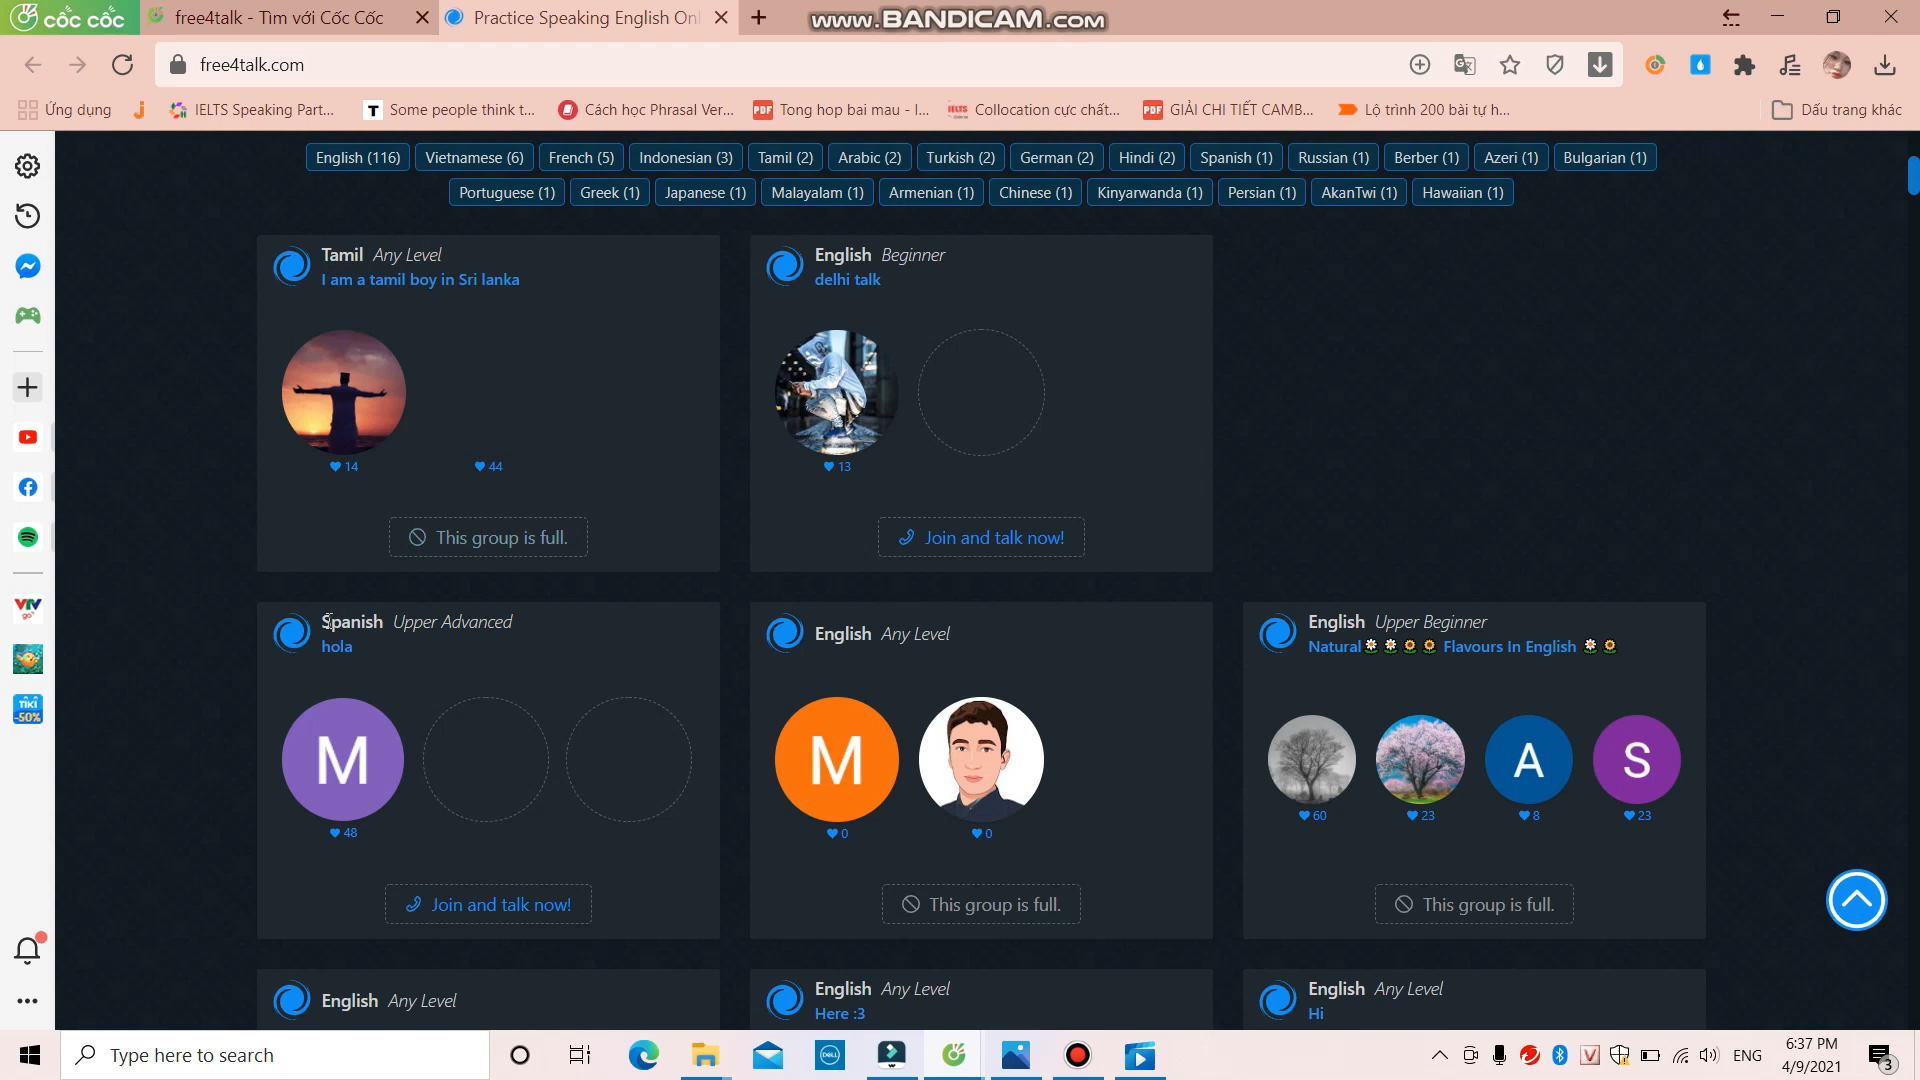 cốc cốc
free4talk - Tìm với Cốc Cốc
Practice Speaking English Onl
www.BANDICAM.com
free4talk.com
Ứng dụng
IELTS Speaking Part...
T
Some people think t...
Cách học Phrasal Ver...
PDF
Tong hop bai mau - I...
IELTS
Collocation cực chất...
PDF
GIẢI CHI TIẾT CAMB...
Lộ trình 200 bài tự h...
Dấu trang khác
English (116)
Vietnamese (6)
French (5)
Indonesian (3)
Tamil (2)
Arabic (2)
Turkish (2)
German (2)
Hindi (2)
Spanish (1)
Russian (1)
Berber (1)
Azeri (1)
Bulgarian (1)
Portuguese (1)
Greek (1)
Japanese (1)
Malayalam (1)
Armenian (1)
Chinese (1)
Kinyarwanda (1)
Persian (1)
AkanTwi (1)
Hawaiian (1)
Tamil Any Level
I am a tamil boy in Sri lanka
14
44
This group is full.
English Beginner
delhi talk
13
Join and talk now!
Spanish Upper Advanced
hola
M
48
Join and talk now!
English Any Level
M
0
0
This group is full.
English Upper Beginner
Natural🌼🌼🌻🌻 Flavours In English 🌼🌻
A
S
60
23
8
23
This group is full.
English Any Level
English Any Level
Here :3
English Any Level
Hi
VTV
go
TIKI
-50%
Type here to search
DELL
V
ENG
6:37 PM
4/9/2021
3